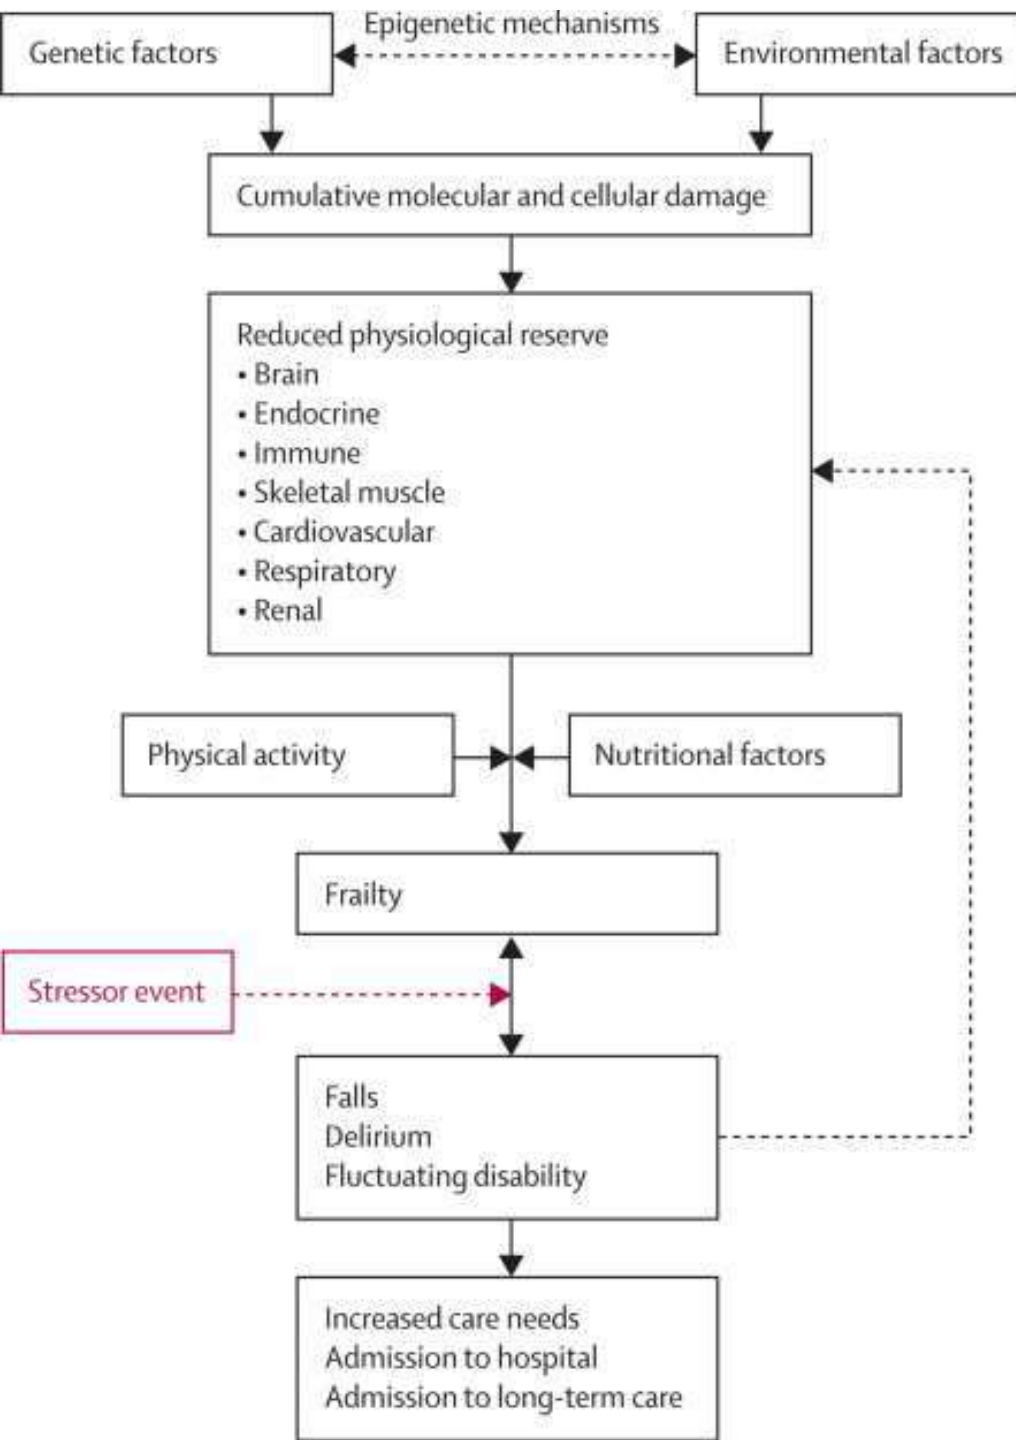 Epigenetic mechanisms
Genetic factors
Environmental factors
Cumulative molecular and cellular damage
Reduced physiological reserve
• Brain
• Endocrine
• Immune
• Skeletal muscle
• Cardiovascular
• Respiratory
• Renal
Physical activity
Nutritional factors
Frailty
Stressor event
Falls
Delirium
Fluctuating disability
Increased care needs
Admission to hospital
Admission to long-term care